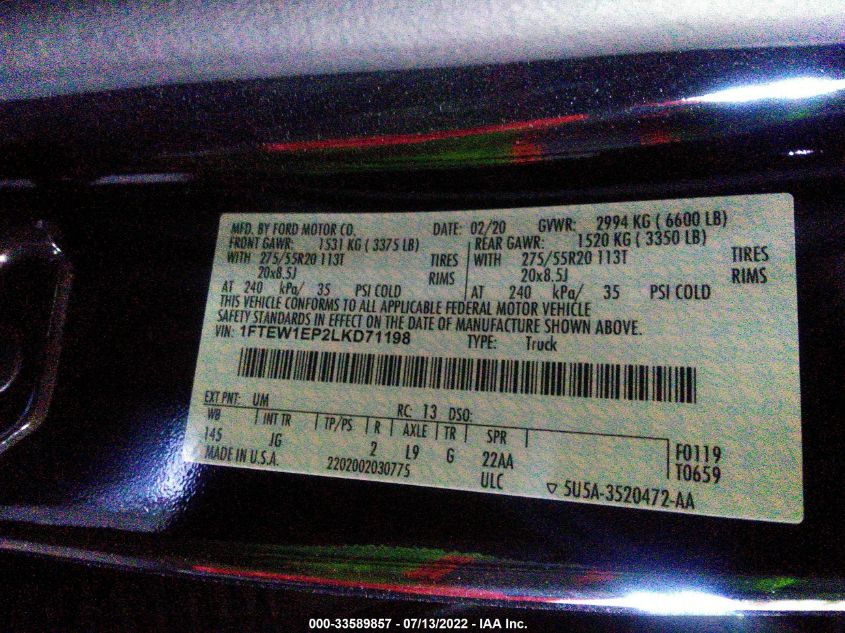 MFD. BY FORD MOTOR CO. DATE: 02/20 GVWR: 2994 KG ( 6600 LB)
FRONT GAWR: 1531 KG ( 3375 LB) REAR GAWR: 1520 KG ( 3350 LB)
WITH 275/55R20 113T TIRES WITH 275/55R20 113T TIRES
20x8.5J RIMS 20x8.5J RIMS
AT 240 kPa/ 35 PSI COLD AT 240 kPa/ 35 PSI COLD
THIS VEHICLE CONFORMS TO ALL APPLICABLE FEDERAL MOTOR VEHICLE
SAFETY STANDARDS IN EFFECT ON THE DATE OF MANUFACTURE SHOWN ABOVE.
VIN: 1FTEW1EP2LKD71198 TYPE: Truck
EXT PNT: UM RC: 13 DSO:
WB INT TR TP/PS R AXLE TR SPR
145 JG 2 L9 G 22AA F0119
MADE IN U.S.A. 2202002030775 ULC T0659
▽ 5U5A-3520472-AA
000-33589857 - 07/13/2022 - IAA Inc.